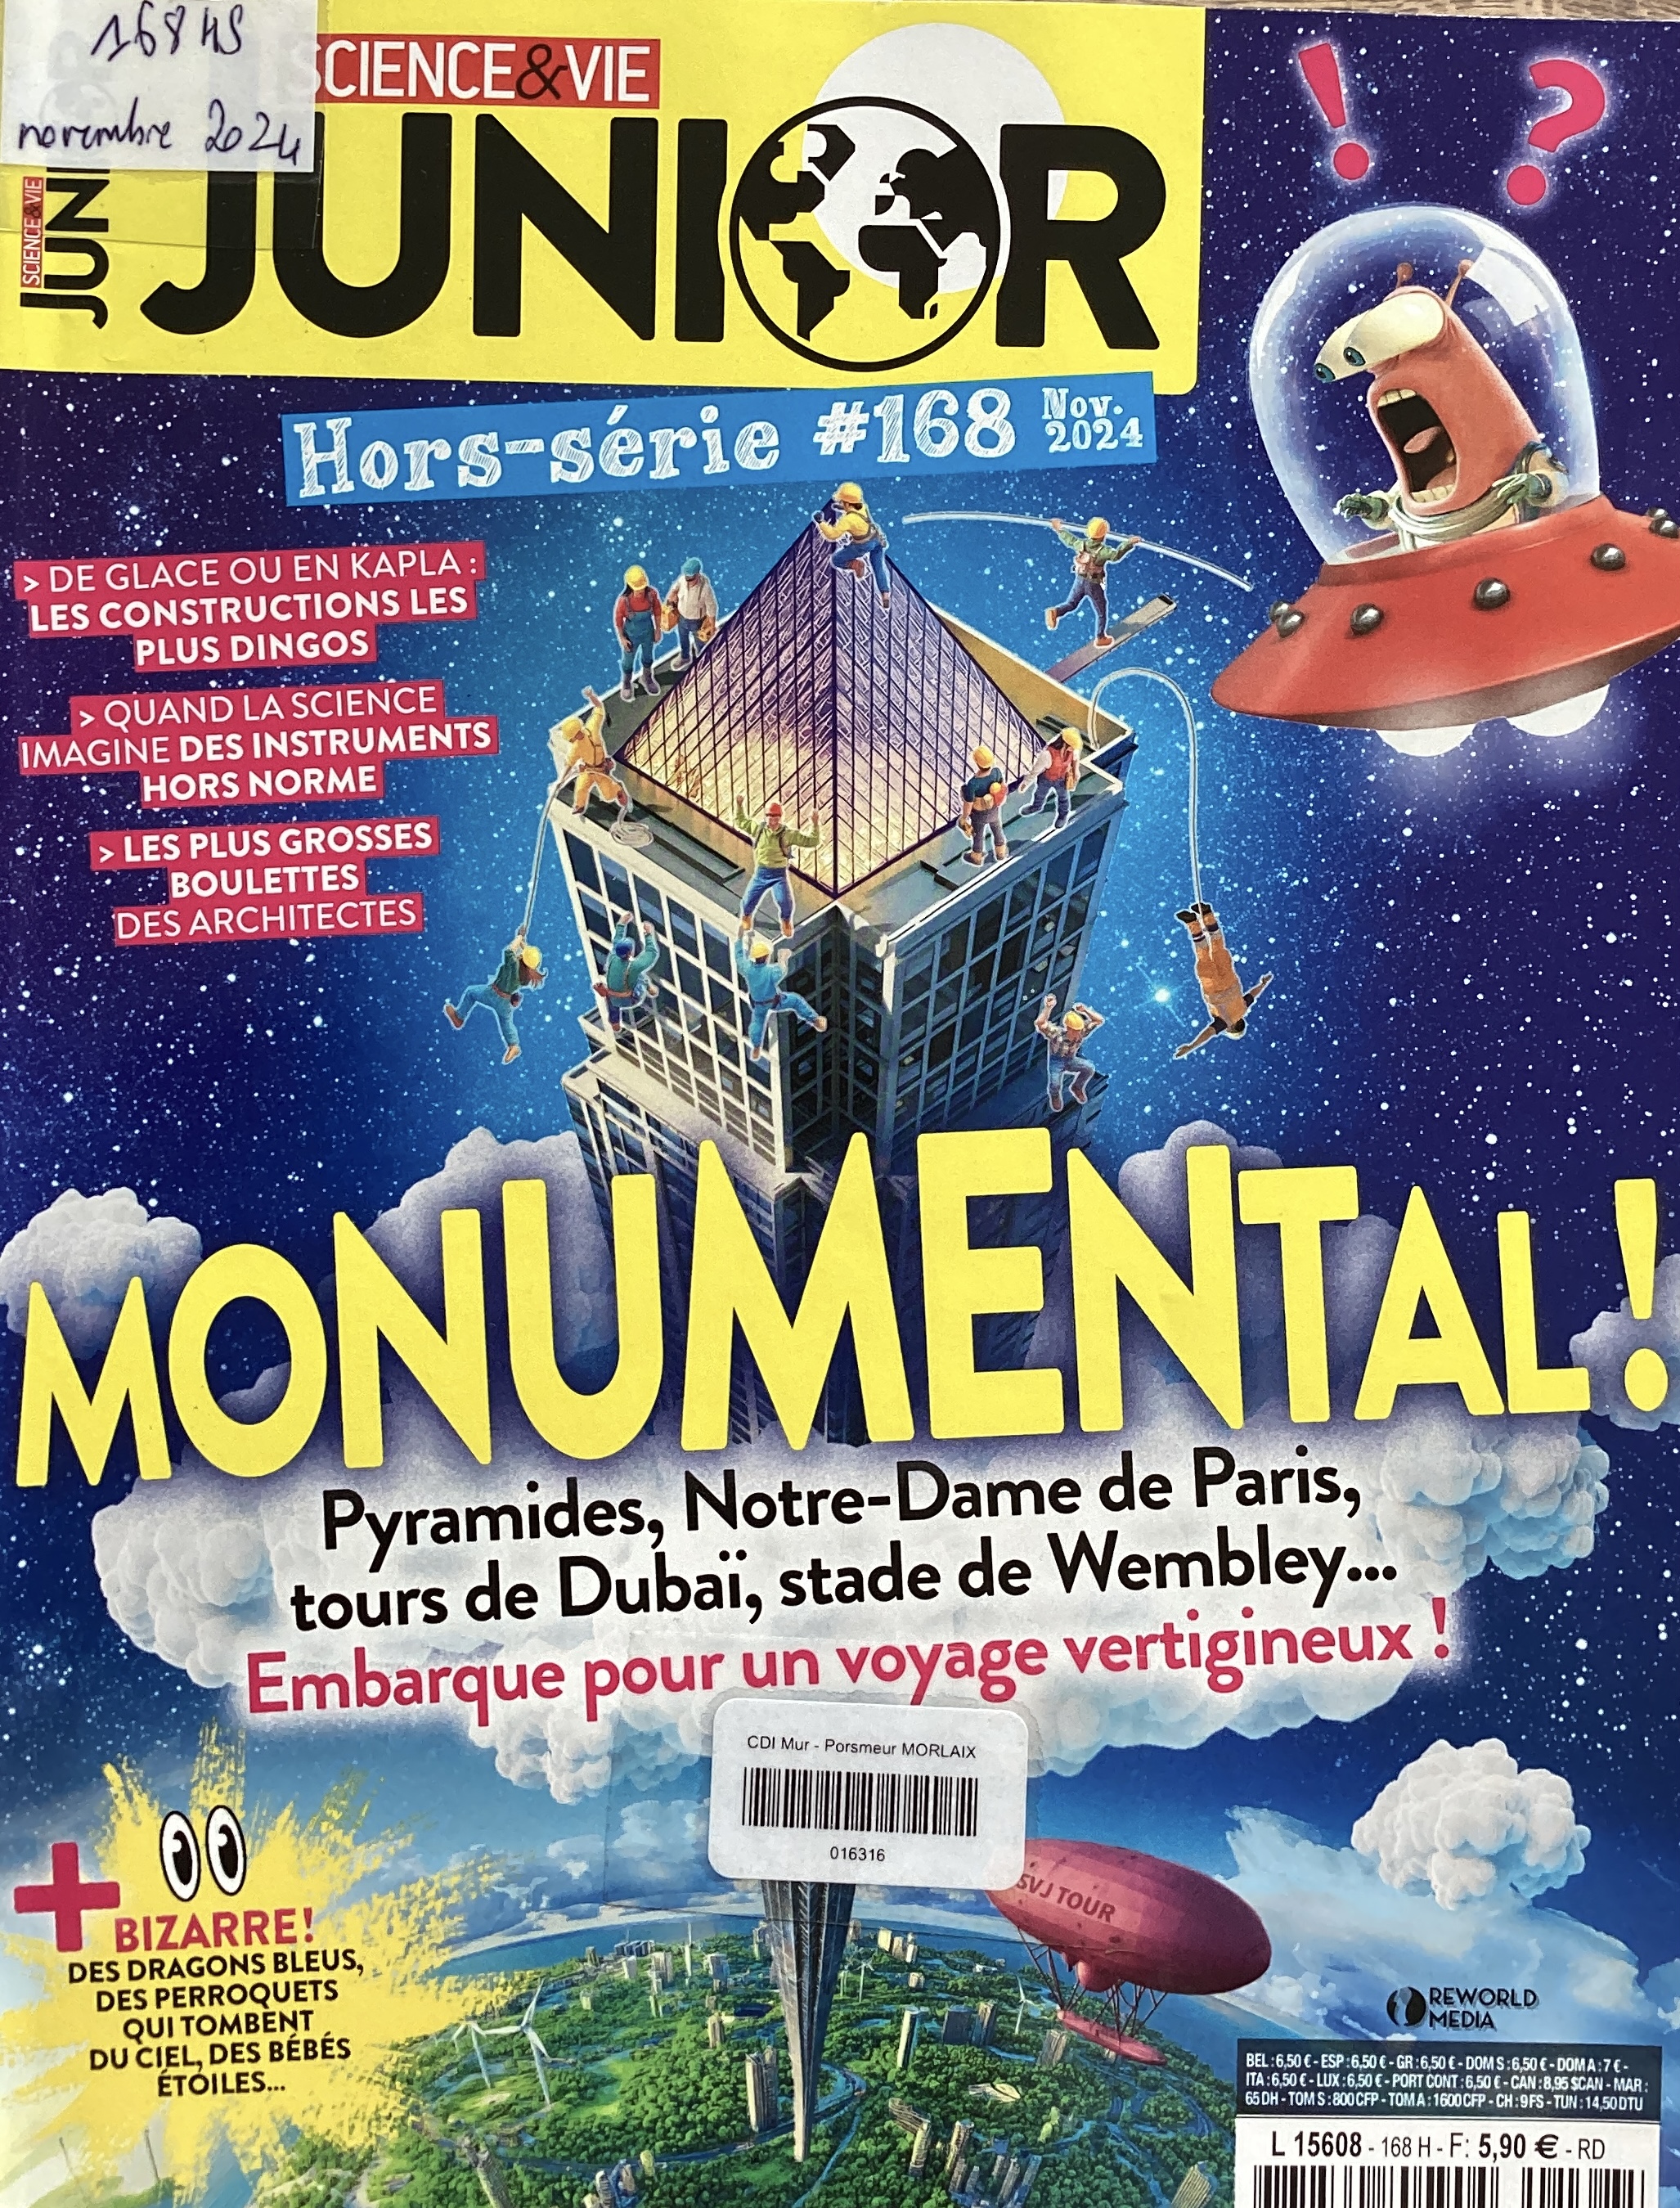 168 HS
novembre 2024
SCIENCE&VIE
JUNIOR
SCIENCE&VIE
JUNI
Hors-série #168 Nov.
2024
! ?
> DE GLACE OU EN KAPLA :
LES CONSTRUCTIONS LES
PLUS DINGOS
> QUAND LA SCIENCE
IMAGINE DES INSTRUMENTS
HORS NORME
> LES PLUS GROSSES
BOULETTES
DES ARCHITECTES
MONUMENTAL !
Pyramides, Notre-Dame de Paris,
tours de Dubaï, stade de Wembley...
Embarque pour un voyage vertigineux !
CDI Mur - Porsmeur MORLAIX
016316
SVJ TOUR
+
BIZARRE!
DES DRAGONS BLEUS,
DES PERROQUETS
QUI TOMBENT
DU CIEL, DES BÉBÉS
ÉTOILES...
REWORLD
MEDIA
BEL : 6,50 € - ESP : 6,50 € - GR : 6,50 € - DOM S : 6,50 € - DOM A : 7 € -
ITA : 6,50 € - LUX : 6,50 € - PORT CONT : 6,50 € - CAN : 8,95 $CAN - MAR :
65 DH - TOM S : 800 CFP - TOM A : 1600 CFP - CH : 9 FS - TUN : 14,50 DTU
L 15608 - 168 H - F: 5,90 € - RD